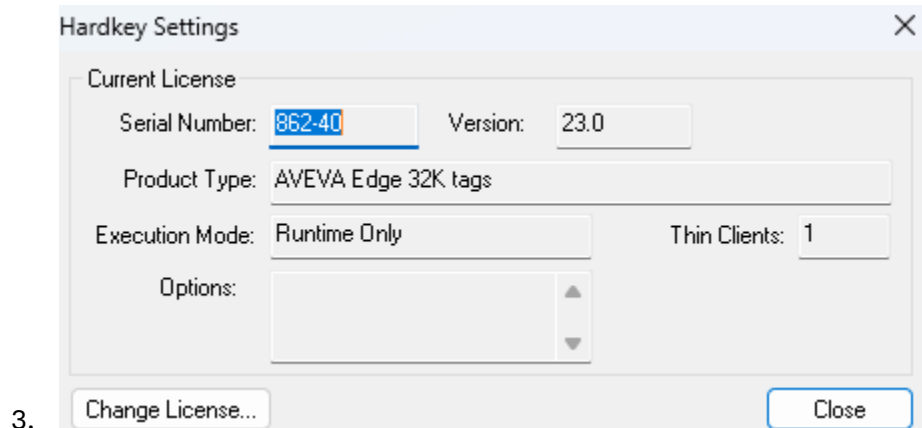 Hardkey Settings
Current License
Serial Number: 862-40 Version: 23.0
Product Type: AVEVA Edge 32K tags
Execution Mode: Runtime Only Thin Clients: 1
Options:
3. Change License... Close